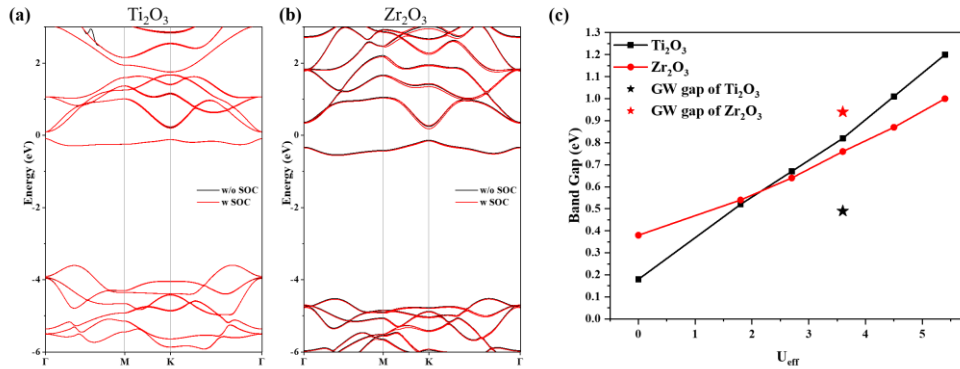 (a) Ti₂O₃
Energy (eV)
2
0
-2
-4
-6
Γ M K Γ
w/o SOC
w SOC
(b) Zr₂O₃
Energy (eV)
2
0
-2
-4
-6
Γ M K Γ
w/o SOC
w SOC
(c)
Band Gap (eV)
1.3
1.2
1.1
1.0
0.9
0.8
0.7
0.6
0.5
0.4
0.3
0.2
0.1
0.0
0 1 2 3 4 5
U_eff
Ti₂O₃
Zr₂O₃
GW gap of Ti₂O₃
GW gap of Zr₂O₃